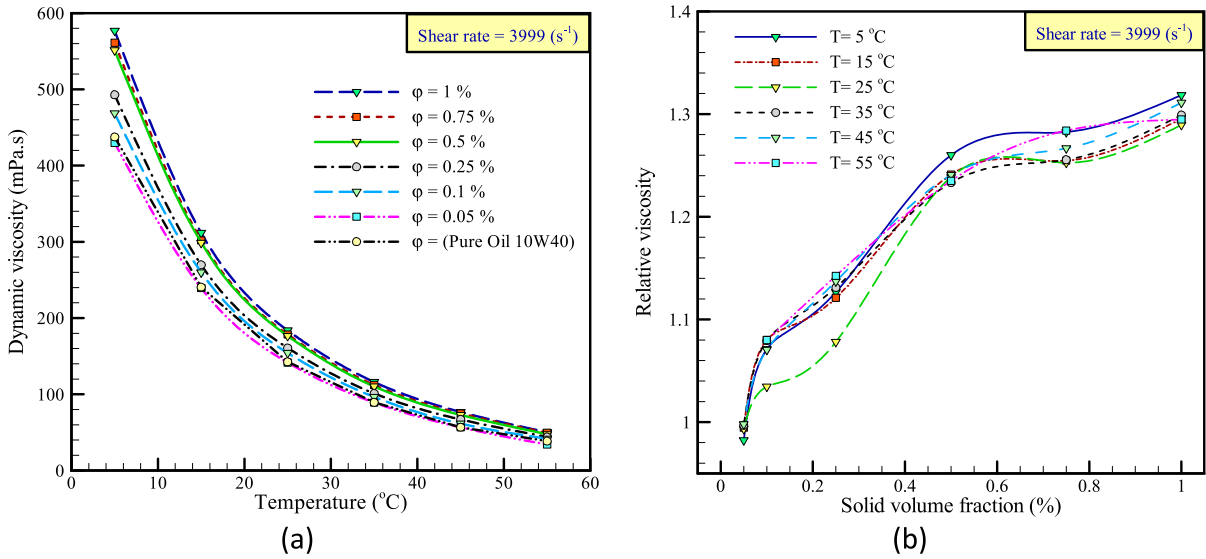 Shear rate = 3999 (s⁻¹)
φ = 1 %
φ = 0.75 %
φ = 0.5 %
φ = 0.25 %
φ = 0.1 %
φ = 0.05 %
φ = (Pure Oil 10W40)
Dynamic viscosity (mPa.s)
600
500
400
300
200
100
0
0 10 20 30 40 50 60
Temperature (°C)
(a)
Shear rate = 3999 (s⁻¹)
T= 5 °C
T= 15 °C
T= 25 °C
T= 35 °C
T= 45 °C
T= 55 °C
Relative viscosity
1.4
1.3
1.2
1.1
1
0 0.2 0.4 0.6 0.8 1
Solid volume fraction (%)
(b)